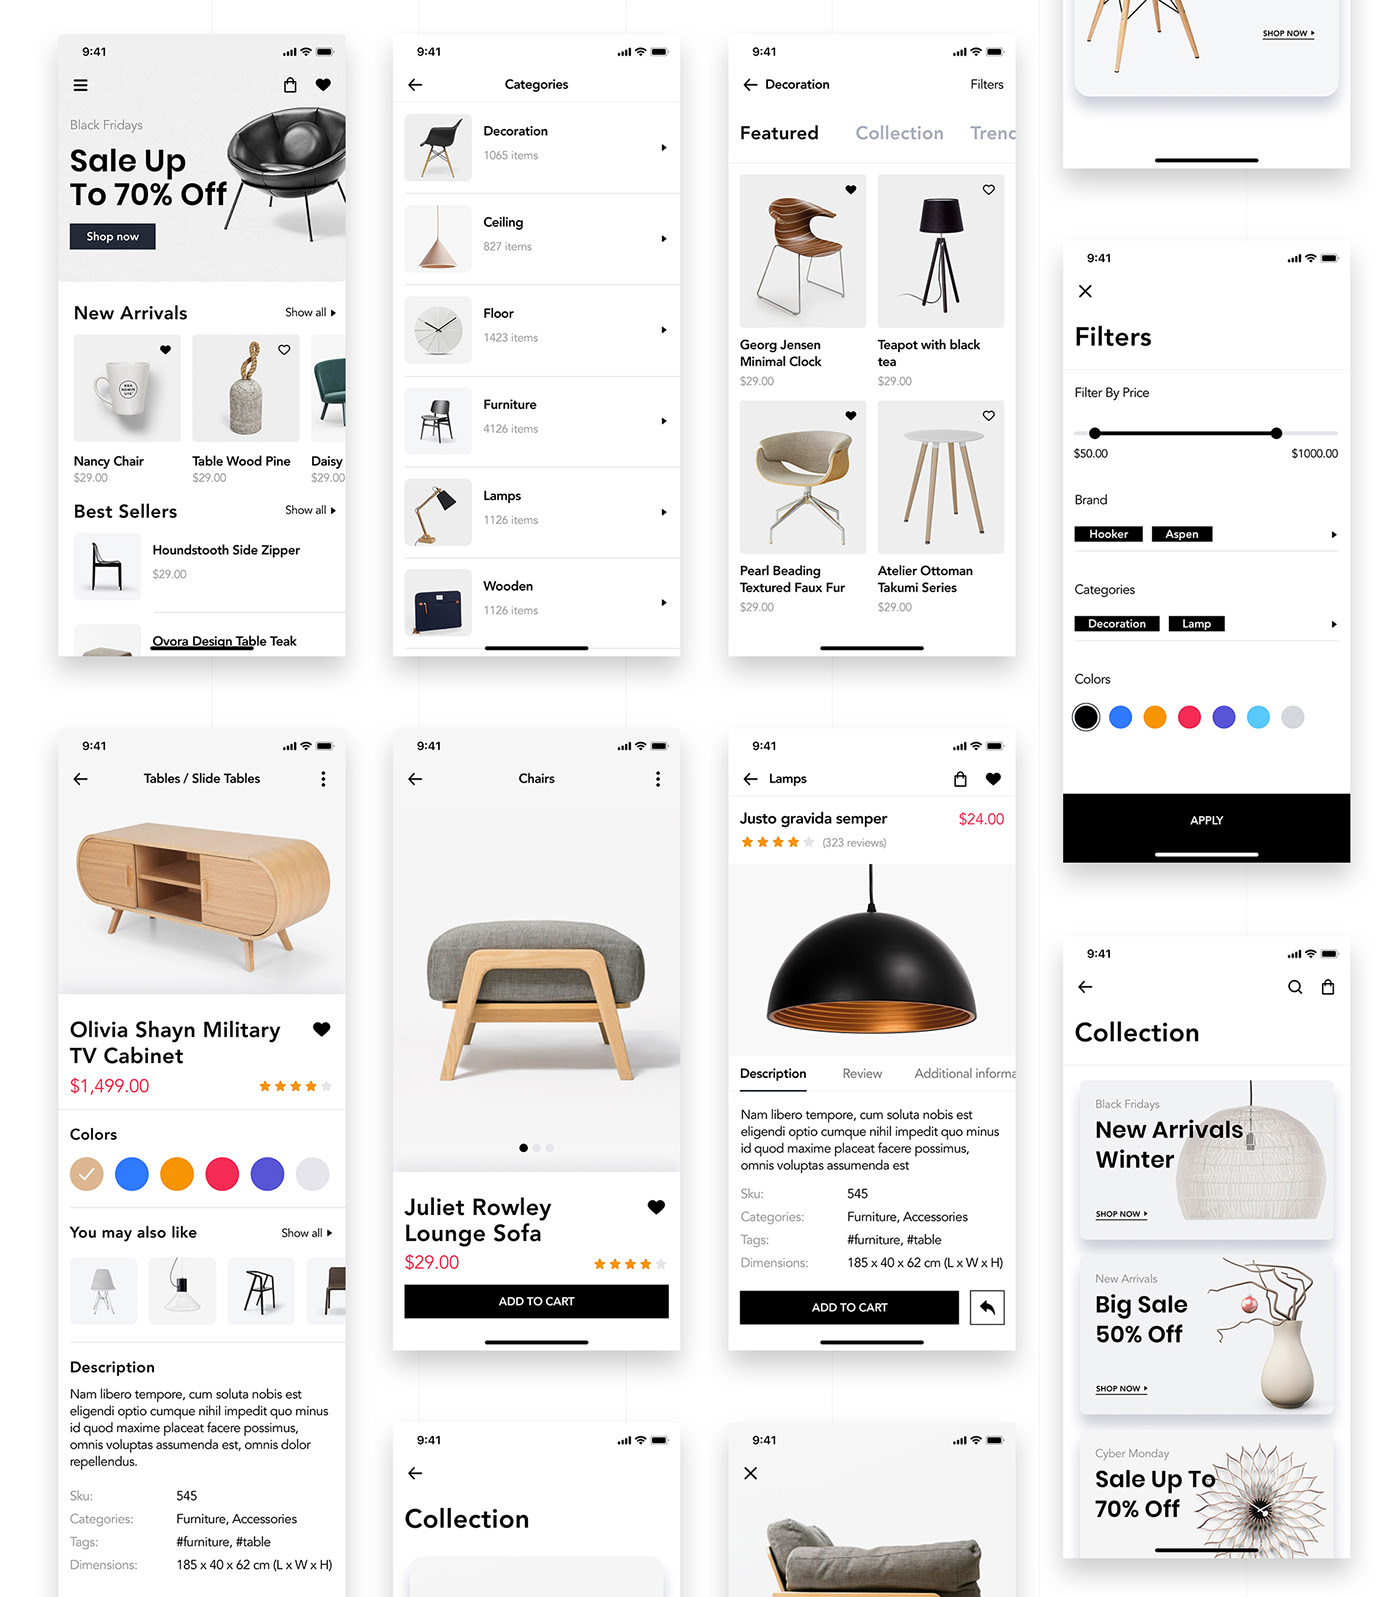 9:41
Black Fridays
Sale Up
To 70% Off
Shop now
New Arrivals
Show all
Nancy Chair
$29.00
Table Wood Pine
$29.00
Daisy
$29.00
Best Sellers
Show all
Houndstooth Side Zipper
$29.00
Ovora Design Table Teak
9:41
Categories
Decoration
1065 items
Ceiling
827 items
Floor
1423 items
Furniture
4126 items
Lamps
1126 items
Wooden
1126 items
9:41
Decoration
Filters
Featured
Collection
Trend
Georg Jensen
Minimal Clock
$29.00
Teapot with black
tea
$29.00
Pearl Beading
Textured Faux Fur
$29.00
Atelier Ottoman
Takumi Series
$29.00
SHOP NOW
9:41
Filters
Filter By Price
$50.00
$1000.00
Brand
Hooker
Aspen
Categories
Decoration
Lamp
Colors
APPLY
9:41
Tables / Slide Tables
Olivia Shayn Military
TV Cabinet
$1,499.00
Colors
You may also like
Show all
Description
Nam libero tempore, cum soluta nobis est
eligendi optio cumque nihil impedit quo minus
id quod maxime placeat facere possimus,
omnis voluptas assumenda est, omnis dolor
repellendus.
Sku:
545
Categories:
Furniture, Accessories
Tags:
#furniture, #table
Dimensions:
185 x 40 x 62 cm (L x W x H)
9:41
Chairs
Juliet Rowley
Lounge Sofa
$29.00
ADD TO CART
9:41
Lamps
Justo gravida semper
$24.00
(323 reviews)
Description
Review
Additional informa
Nam libero tempore, cum soluta nobis est
eligendi optio cumque nihil impedit quo minus
id quod maxime placeat facere possimus,
omnis voluptas assumenda est
Sku:
545
Categories:
Furniture, Accessories
Tags:
#furniture, #table
Dimensions:
185 x 40 x 62 cm (L x W x H)
ADD TO CART
9:41
Collection
Black Fridays
New Arrivals
Winter
SHOP NOW
New Arrivals
Big Sale
50% Off
SHOP NOW
Cyber Monday
Sale Up To
70% Off
9:41
Collection
9:41